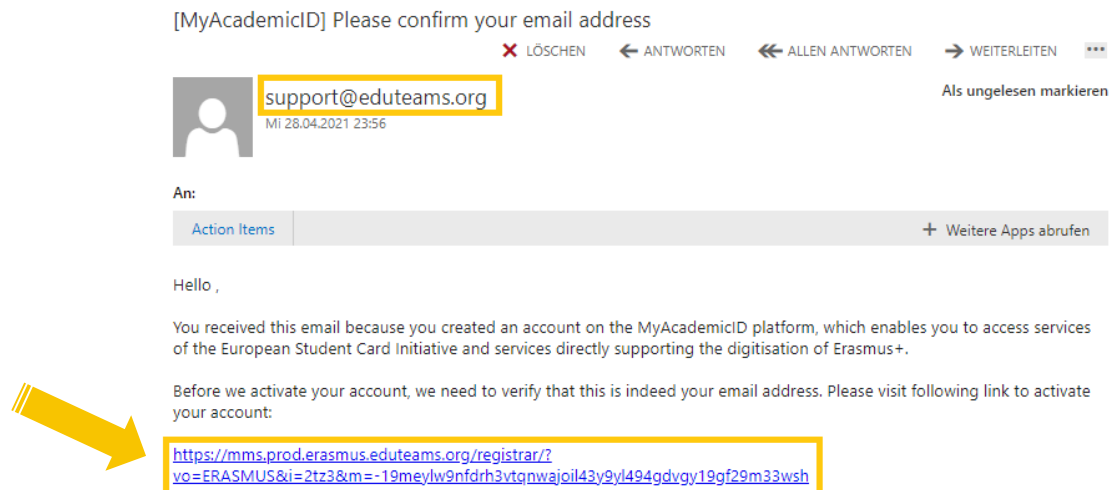 [MyAcademicID] Please confirm your email address
LÖSCHEN ANTWORTEN ALLEN ANTWORTEN WEITERLEITEN ...
support@eduteams.org
Als ungelesen markieren
Mi 28.04.2021 23:56
An:
Action Items + Weitere Apps abrufen
Hello ,
You received this email because you created an account on the MyAcademicID platform, which enables you to access services
of the European Student Card Initiative and services directly supporting the digitisation of Erasmus+.
Before we activate your account, we need to verify that this is indeed your email address. Please visit following link to activate
your account:
https://mms.prod.erasmus.eduteams.org/registrar/?
vo=ERASMUS&i=2tz3&m=-19meylw9nfdrh3vtqnwajoil43y9yl494gdvgy19gf29m33wsh